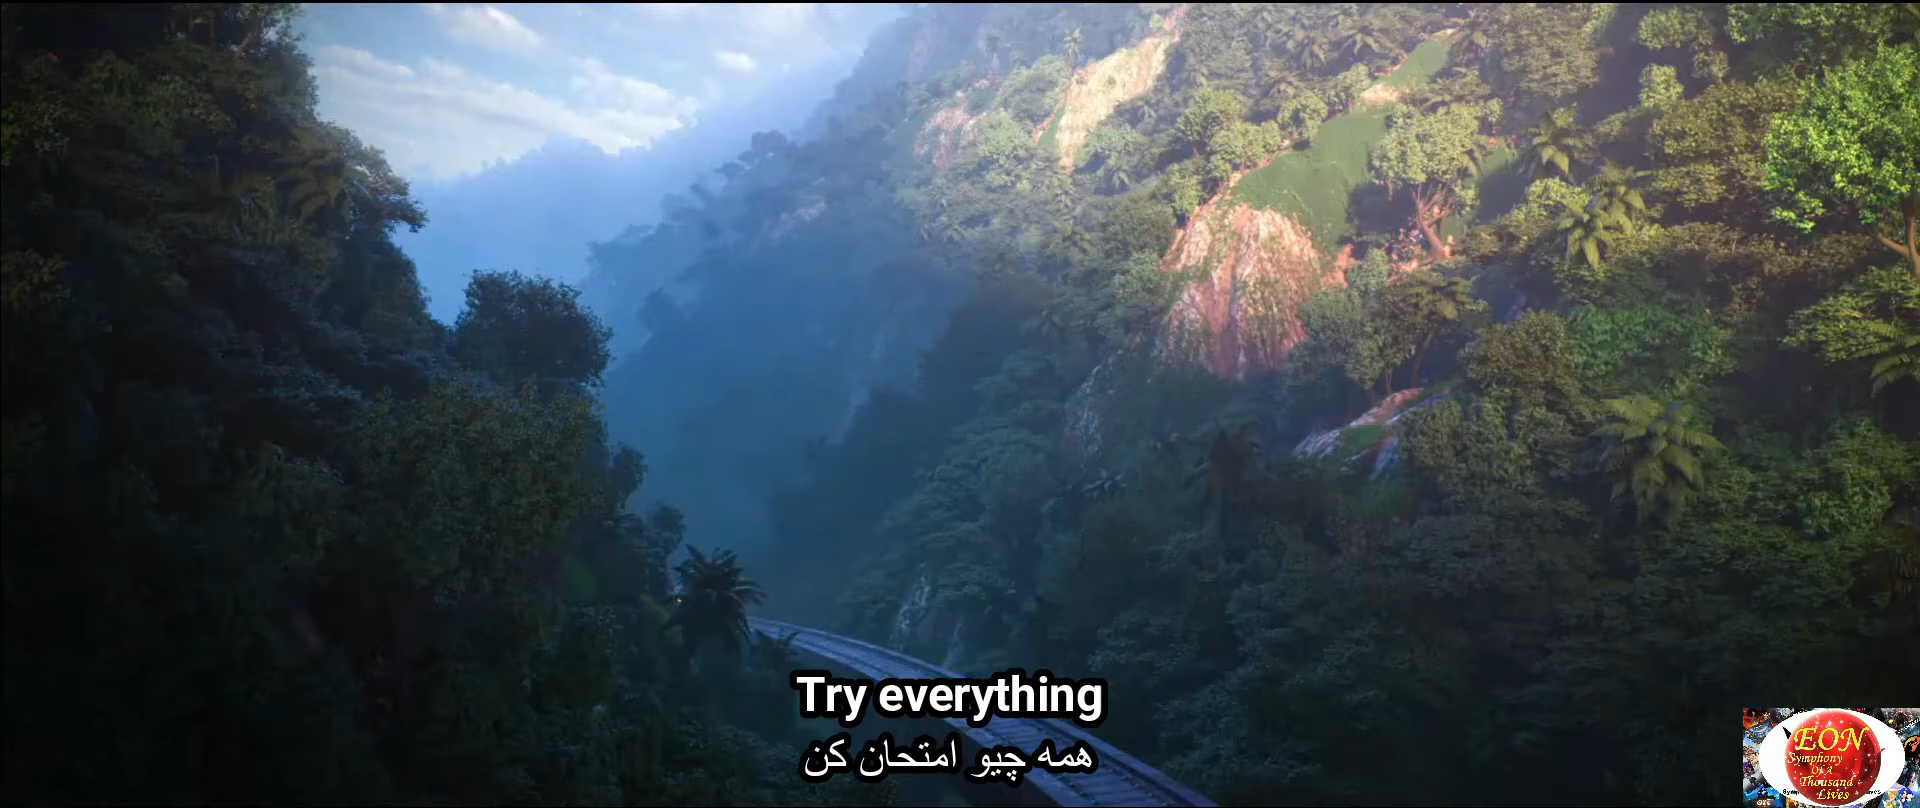 Try everything
همه چیو امتحان کن
EON
Symphony
Of A
Thousand
Lives